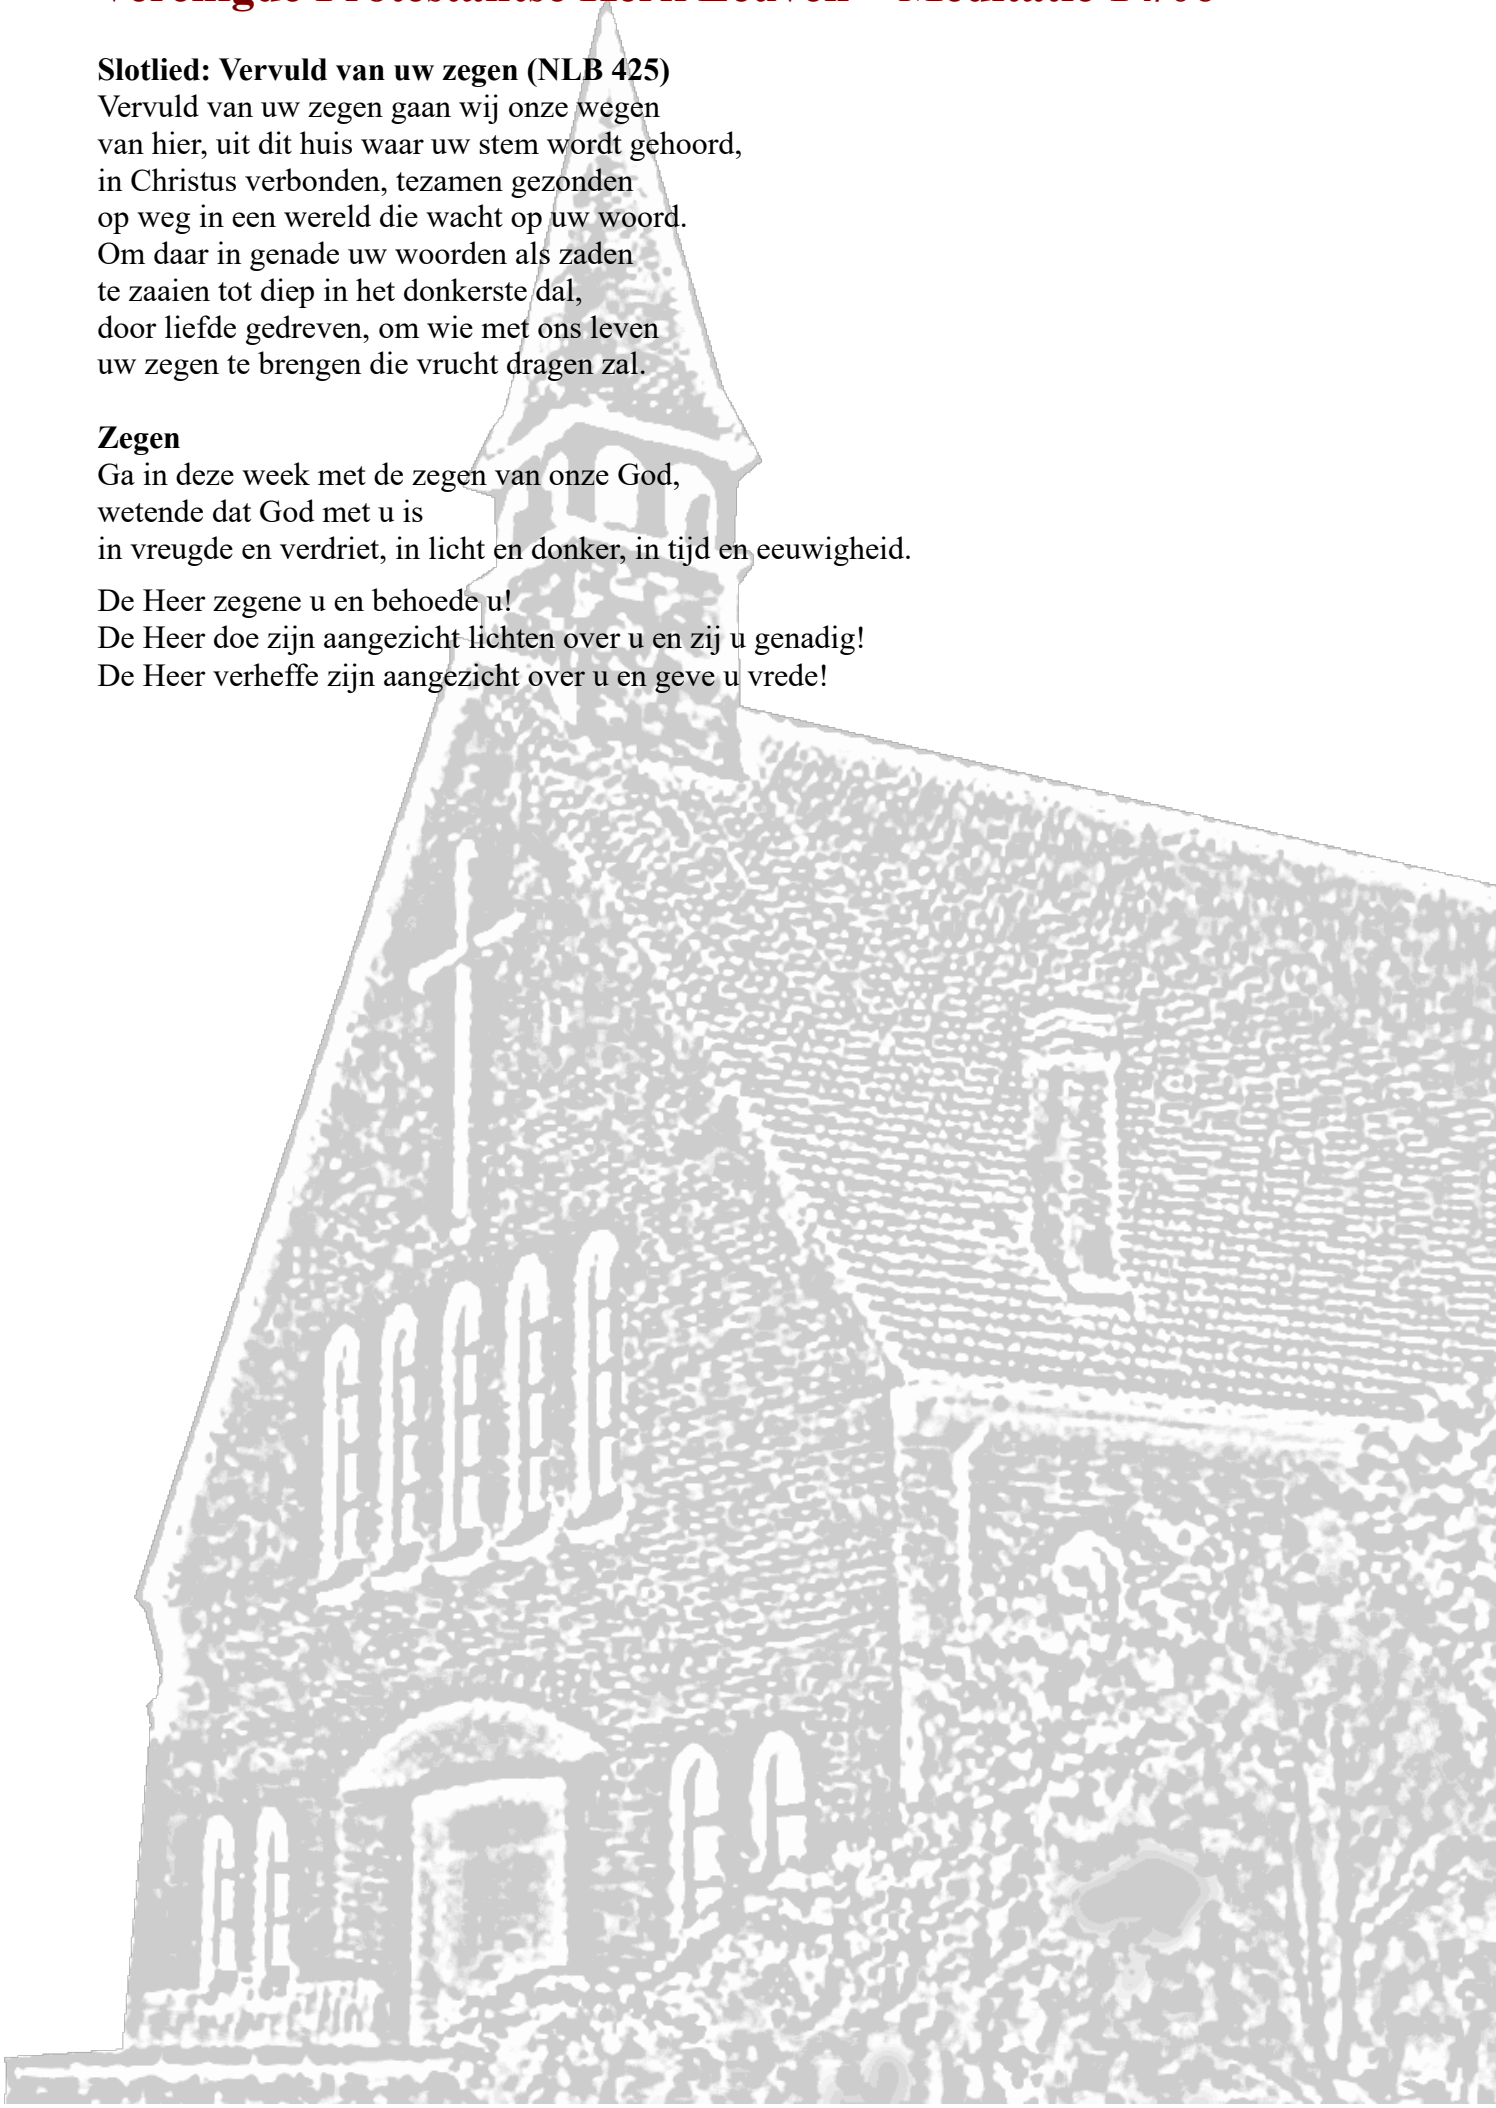 Slotlied: Vervuld van uw zegen (NLB 425)
Vervuld van uw zegen gaan wij onze wegen
van hier, uit dit huis waar uw stem wordt gehoord,
in Christus verbonden, tezamen gezonden
op weg in een wereld die wacht op uw woord.
Om daar in genade uw woorden als zaden
te zaaien tot diep in het donkerste dal,
door liefde gedreven, om wie met ons leven
uw zegen te brengen die vrucht dragen zal.
Zegen
Ga in deze week met de zegen van onze God,
wetende dat God met u is
in vreugde en verdriet, in licht en donker, in tijd en eeuwigheid.
De Heer zegene u en behoede u!
De Heer doe zijn aangezicht lichten over u en zij u genadig!
De Heer verheffe zijn aangezicht over u en geve u vrede!